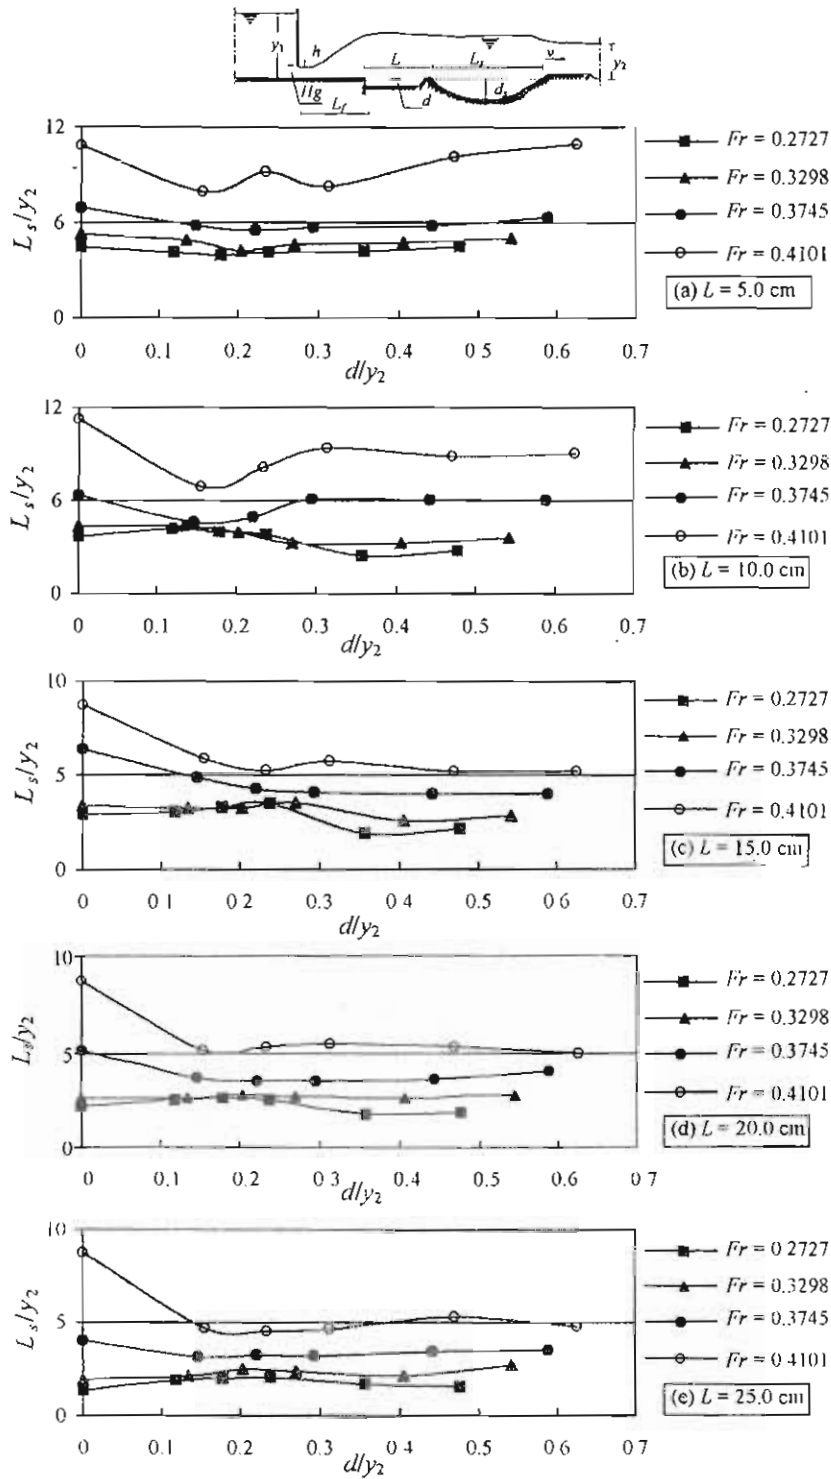 y1 h L Ls v y2
Hg d ds
Lf
12
6
0
Ls/y2
0 0.1 0.2 0.3 0.4 0.5 0.6 0.7
d/y2
Fr = 0.2727
Fr = 0.3298
Fr = 0.3745
Fr = 0.4101
(a) L = 5.0 cm
12
6
0
Ls/y2
0 0.1 0.2 0.3 0.4 0.5 0.6 0.7
d/y2
Fr = 0.2727
Fr = 0.3298
Fr = 0.3745
Fr = 0.4101
(b) L = 10.0 cm
10
5
0
Ls/y2
0 0.1 0 2 0.3 0.4 0.5 0.6 0.7
d/y2
Fr = 0.2727
Fr = 0.3298
Fr = 0.3745
Fr = 0.4101
(c) L = 15.0 cm
10
5
0
Ls/y2
0 0.1 0.2 0.3 0 4 0.5 0.6 0 7
d/y2
Fr = 0.2727
Fr = 0.3298
Fr = 0.3745
Fr = 0.4101
(d) L = 20.0 cm
10
5
0
Ls/y2
0 0.1 0.2 0.3 0.4 0.5 0.6 0.7
d/y2
Fr = 0.2727
Fr = 0.3298
Fr = 0.3745
Fr = 0.4101
(e) L = 25.0 cm